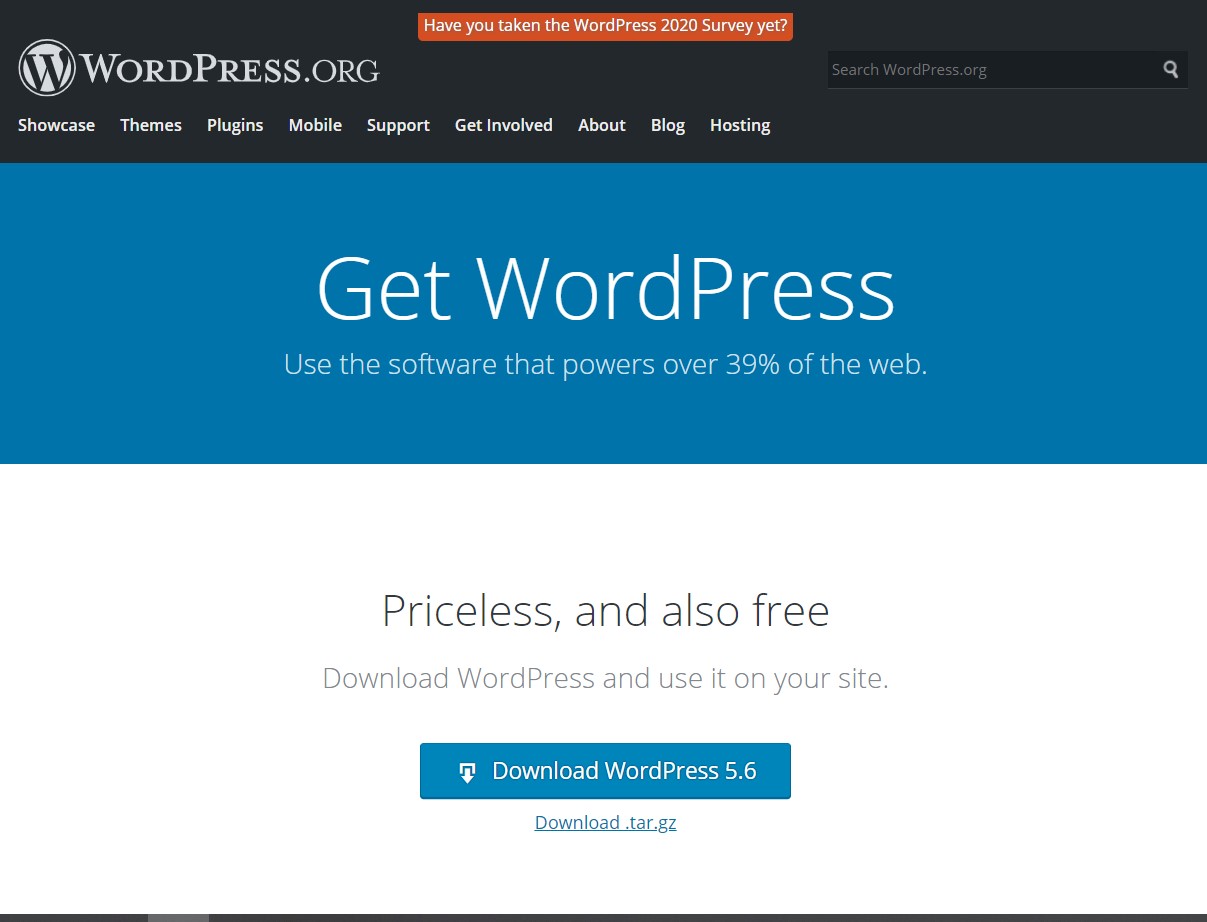 Have you taken the WordPress 2020 Survey yet?
WORDPRESS.ORG
Search WordPress.org
Showcase Themes Plugins Mobile Support Get Involved About Blog Hosting
Get WordPress
Use the software that powers over 39% of the web.
Priceless, and also free
Download WordPress and use it on your site.
Download WordPress 5.6
Download .tar.gz